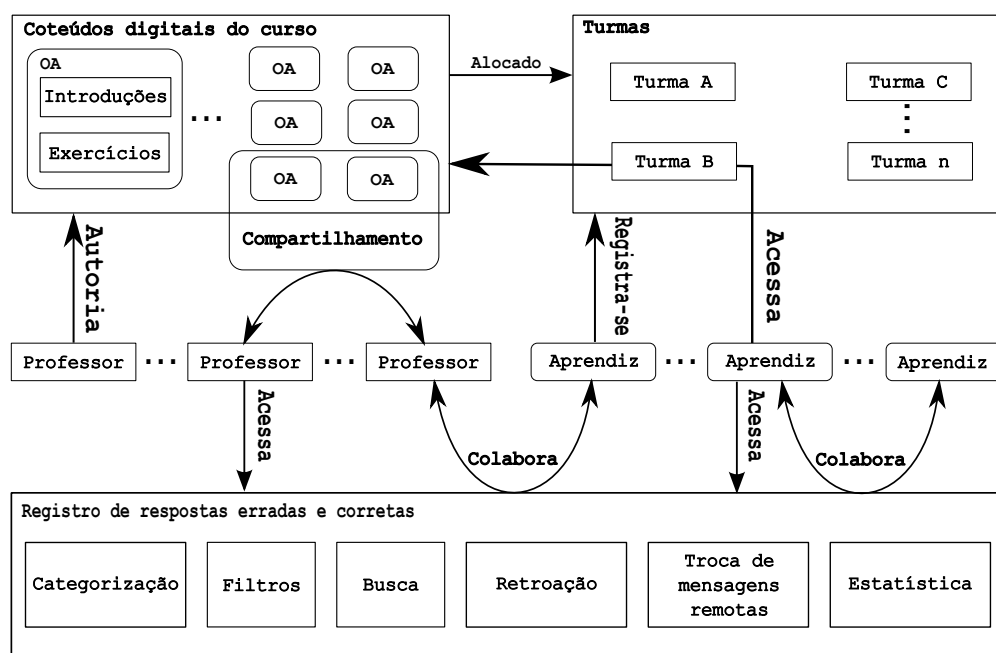 Coteúdos digitais do curso
OA
Introduções
Exercícios
...
OA
OA
OA
OA
OA
OA
Compartilhamento
Alocado
Turmas
Turma A
Turma C
Turma B
Turma n
Autoria
Registra-se
Acessa
Professor
...
Professor
...
Professor
Aprendiz
...
Aprendiz
...
Aprendiz
Acessa
Colabora
Acessa
Colabora
Registro de respostas erradas e corretas
Categorização
Filtros
Busca
Retroação
Troca de
mensagens
remotas
Estatística